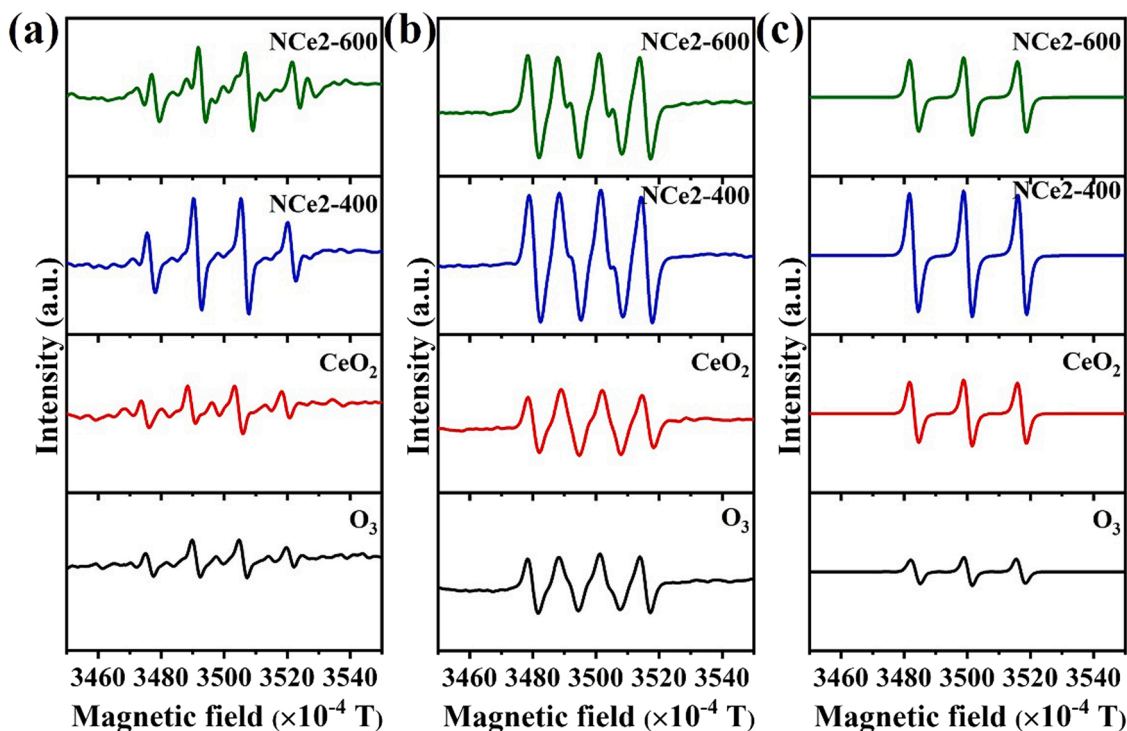 (a)
NCe2-600
NCe2-400
CeO₂
O₃
Intensity (a.u.)
3460 3480 3500 3520 3540
Magnetic field (×10⁻⁴ T)
(b)
NCe2-600
NCe2-400
CeO₂
O₃
Intensity (a.u.)
3460 3480 3500 3520 3540
Magnetic field (×10⁻⁴ T)
(c)
NCe2-600
NCe2-400
CeO₂
O₃
Intensity (a.u.)
3460 3480 3500 3520 3540
Magnetic field (×10⁻⁴ T)